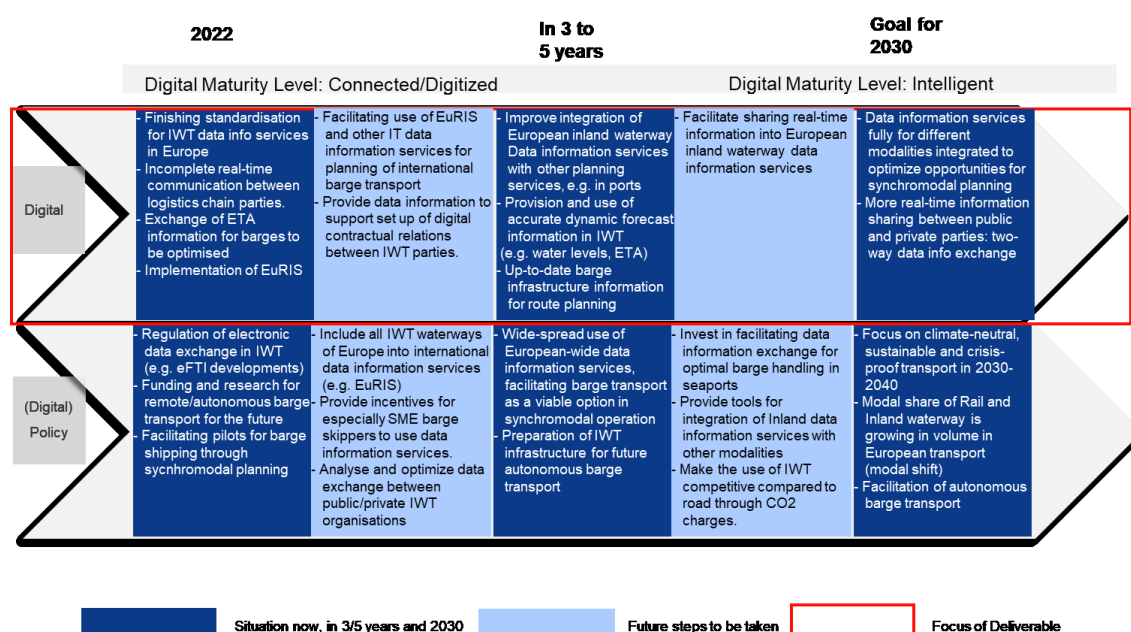 2022
In 3 to
5 years
Goal for
2030
Digital Maturity Level: Connected/Digitized
Digital Maturity Level: Intelligent
Digital
- Finishing standardisation
for IWT data info services
in Europe
- Incomplete real-time
communication between
logistics chain parties.
- Exchange of ETA
information for barges to
be optimised
- Implementation of EuRIS
- Facilitating use of EuRIS
and other IT data
information services for
planning of international
barge transport
- Provide data information to
support set up of digital
contractual relations
between IWT parties.
- Improve integration of
European inland waterway
Data information services
with other planning
services, e.g. in ports
- Provision and use of
accurate dynamic forecast
information in IWT
(e.g. water levels, ETA)
- Up-to-date barge
infrastructure information
for route planning
- Facilitate sharing real-time
information into European
inland waterway data
information services
- Data information services
fully for different
modalities integrated to
optimize opportunities for
synchromodal planning
- More real-time information
sharing between public
and private parties: two-
way data info exchange
(Digital)
Policy
- Regulation of electronic
data exchange in IWT
(e.g. eFTI developments)
- Funding and research for
remote/autonomous barge
transport for the future
- Facilitating pilots for barge
shipping through
sycnhromodal planning
- Include all IWT waterways
of Europe into international
data information services
(e.g. EuRIS)
- Provide incentives for
especially SME barge
skippers to use data
information services.
- Analyse and optimize data
exchange between
public/private IWT
organisations
- Wide-spread use of
European-wide data
information services,
facilitating barge transport
as a viable option in
synchromodal operation
- Preparation of IWT
infrastructure for future
autonomous barge
transport
- Invest in facilitating data
information exchange for
optimal barge handling in
seaports
- Provide tools for
integration of Inland data
information services with
other modalities
- Make the use of IWT
competitive compared to
road through CO2
charges.
- Focus on climate-neutral,
sustainable and crisis-
proof transport in 2030-
2040
- Modal share of Rail and
Inland waterway is
growing in volume in
European transport
(modal shift)
- Facilitation of autonomous
barge transport
Situation now, in 3/5 years and 2030
Future steps to be taken
Focus of Deliverable